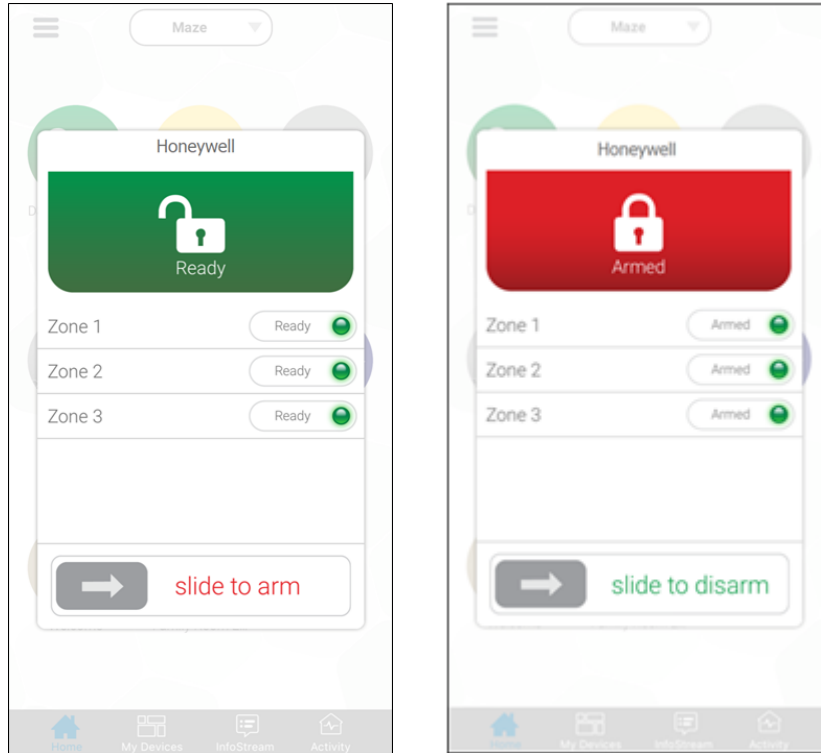 Maze
Honeywell
Ready
Zone 1 Ready
Zone 2 Ready
Zone 3 Ready
slide to arm
Home My Devices InfoStream Activity
Maze
Honeywell
Armed
Zone 1 Armed
Zone 2 Armed
Zone 3 Armed
slide to disarm
Home My Devices InfoStream Activity